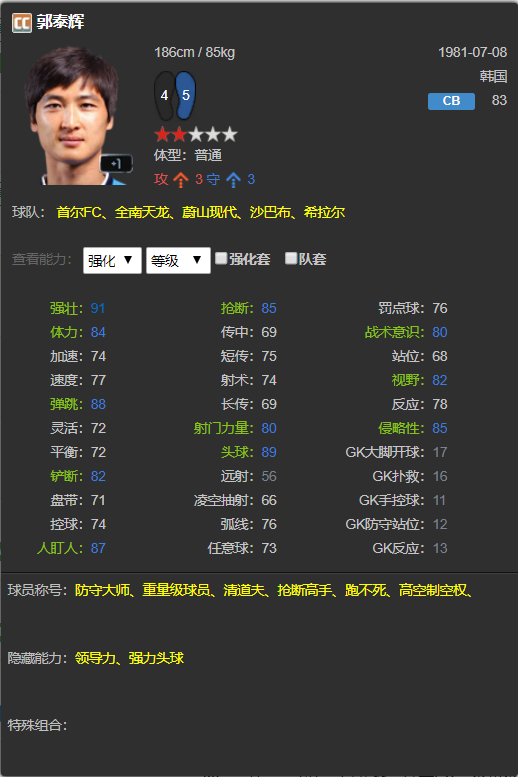 CC 郭泰辉
186cm / 85kg 1981-07-08
韩国
4 5 CB 83
+1
体型：普通
攻 3 守 3
球队： 首尔FC、全南天龙、蔚山现代、沙巴布、希拉尔
查看能力： 强化 ▼ 等级 ▼ 强化套 队套
强壮：91 抢断：85 罚点球：76
体力：84 传中：69 战术意识：80
加速：74 短传：75 站位：68
速度：77 射术：74 视野：82
弹跳：88 长传：69 反应：78
灵活：72 射门力量：80 侵略性：85
平衡：72 头球：89 GK大脚开球：17
铲断：82 远射：56 GK扑救：16
盘带：71 凌空抽射：66 GK手控球：11
控球：74 弧线：76 GK防守站位：12
人盯人：87 任意球：73 GK反应：13
球员称号：防守大师、重量级球员、清道夫、抢断高手、跑不死、高空制空权、
隐藏能力：领导力、强力头球
特殊组合：